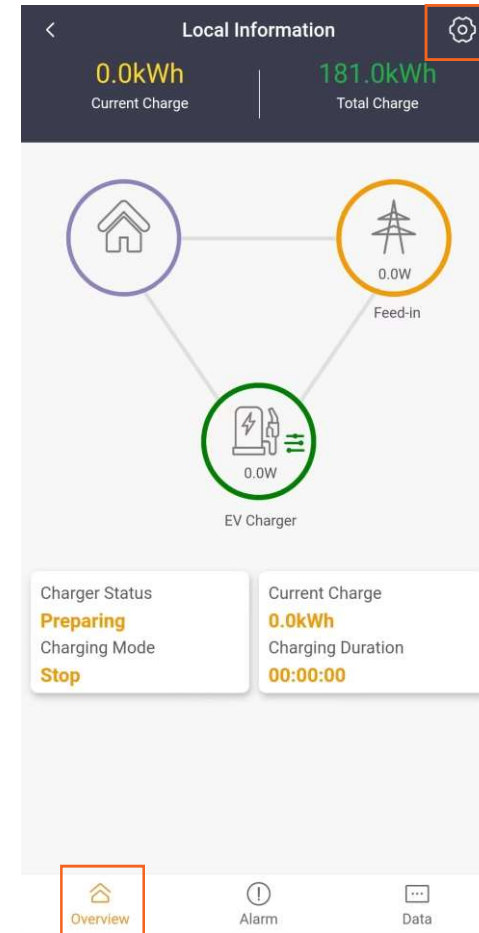 Local Information
0.0kWh
Current Charge
181.0kWh
Total Charge
0.0W
Feed-in
0.0W
EV Charger
Charger Status
Preparing
Charging Mode
Stop
Current Charge
0.0kWh
Charging Duration
00:00:00
Overview
Alarm
Data